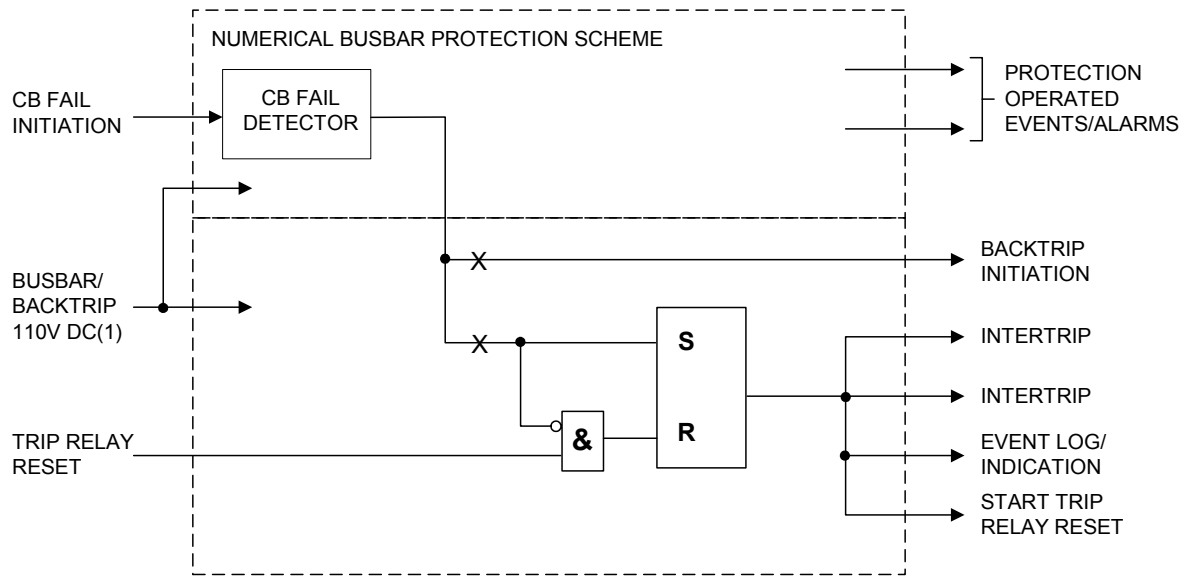 NUMERICAL BUSBAR PROTECTION SCHEME
CB FAIL
INITIATION
CB FAIL
DETECTOR
PROTECTION
OPERATED
EVENTS/ALARMS
BUSBAR/
BACKTRIP
110V DC(1)
X
BACKTRIP
INITIATION
X
S
R
&
INTERTRIP
INTERTRIP
TRIP RELAY
RESET
EVENT LOG/
INDICATION
START TRIP
RELAY RESET